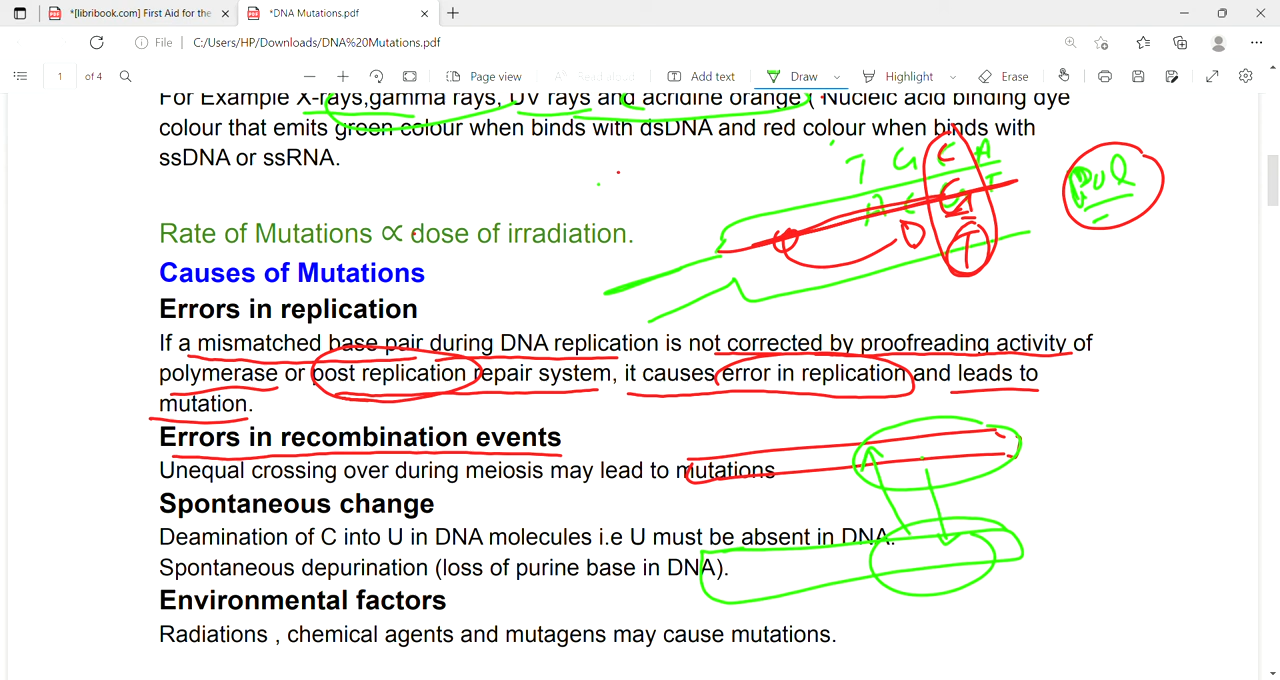 *[libribook.com] First Aid for the
*DNA Mutations.pdf
File C:/Users/HP/Downloads/DNA%20Mutations.pdf
1 of 4 Page view Read aloud Add text Draw Highlight Erase
For Example X-rays,gamma rays, UV rays and acridine orange ( Nucleic acid binding dye
colour that emits green colour when binds with dsDNA and red colour when binds with
ssDNA or ssRNA.
T G C A
Rate of Mutations ∝ dose of irradiation.
T
Causes of Mutations
Errors in replication
If a mismatched base pair during DNA replication is not corrected by proofreading activity of
polymerase or post replication repair system, it causes error in replication and leads to
mutation.
Errors in recombination events
Unequal crossing over during meiosis may lead to mutations
Spontaneous change
Deamination of C into U in DNA molecules i.e U must be absent in DNA.
Spontaneous depurination (loss of purine base in DNA).
Environmental factors
Radiations , chemical agents and mutagens may cause mutations.